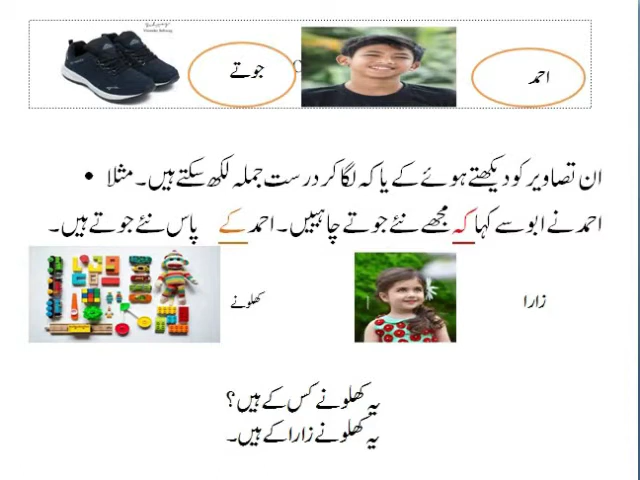 احمد
جوتے
ان تصاویر کو دیکھتے ہوئے کے یا کہ لگا کر درست جملہ لکھ سکتے ہیں۔ مثلا
احمد نے ابو سے کہا کہ مجھے نئے جوتے چاہییں۔ احمد کے پاس نئے جوتے ہیں۔
زارا
کھلونے
یہ کھلونے کس کے ہیں؟
یہ کھلونے زارا کے ہیں۔